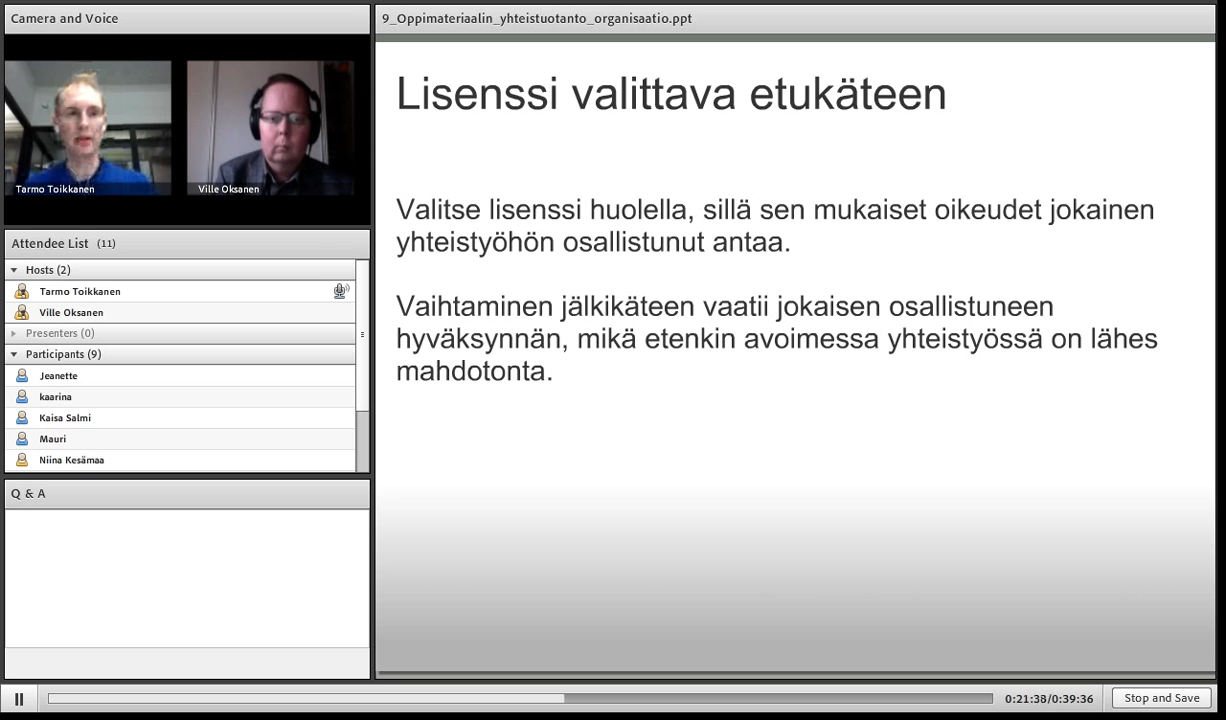 Camera and Voice
Tarmo Toikkanen
Ville Oksanen
Attendee List (11)
Hosts (2)
Tarmo Toikkanen
Ville Oksanen
Presenters (0)
Participants (9)
Jeanette
kaarina
Kaisa Salmi
Mauri
Niina Kesämaa
Q & A
9_Oppimateriaalin_yhteistuotanto_organisaatio.ppt
Lisenssi valittava etukäteen
Valitse lisenssi huolella, sillä sen mukaiset oikeudet jokainen
yhteistyöhön osallistunut antaa.
Vaihtaminen jälkikäteen vaatii jokaisen osallistuneen
hyväksynnän, mikä etenkin avoimessa yhteistyössä on lähes
mahdotonta.
0:21:38/0:39:36
Stop and Save